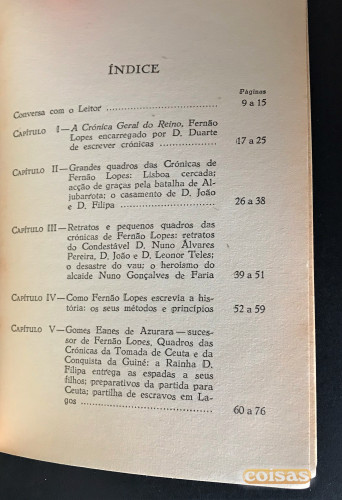 ÍNDICE
Páginas
Conversa com o Leitor ........................ 9 a 15
CAPÍTULO I—A Crónica Geral do Reino, Fernão
Lopes encarregado por D. Duarte
de escrever crónicas .................. 17 a 25
CAPÍTULO II—Grandes quadros das Crónicas de
Fernão Lopes: Lisboa cercada;
acção de graças pela batalha de Al-
jubarrota; o casamento de D. João
e D. Filipa ........................... 26 a 38
CAPÍTULO III—Retratos e pequenos quadros das
crónicas de Fernão Lopes: retratos
do Condestável D. Nuno Álvares
Pereira, D. João e D. Leonor Teles;
o desastre do vau; o heroísmo do
alcaide Nuno Gonçalves de Faria 39 a 51
CAPÍTULO IV—Como Fernão Lopes escrevia a his-
tória: os seus métodos e princípios 52 a 59
CAPÍTULO V—Gomes Eanes de Azurara—suces-
sor de Fernão Lopes, Quadros das
Crónicas da Tomada de Ceuta e da
Conquista da Guiné: a Rainha D.
Filipa entrega as espadas a seus
filhos; preparativos da partida para
Ceuta; partilha de escravos em La-
gos .................................... 60 a 76
coisas